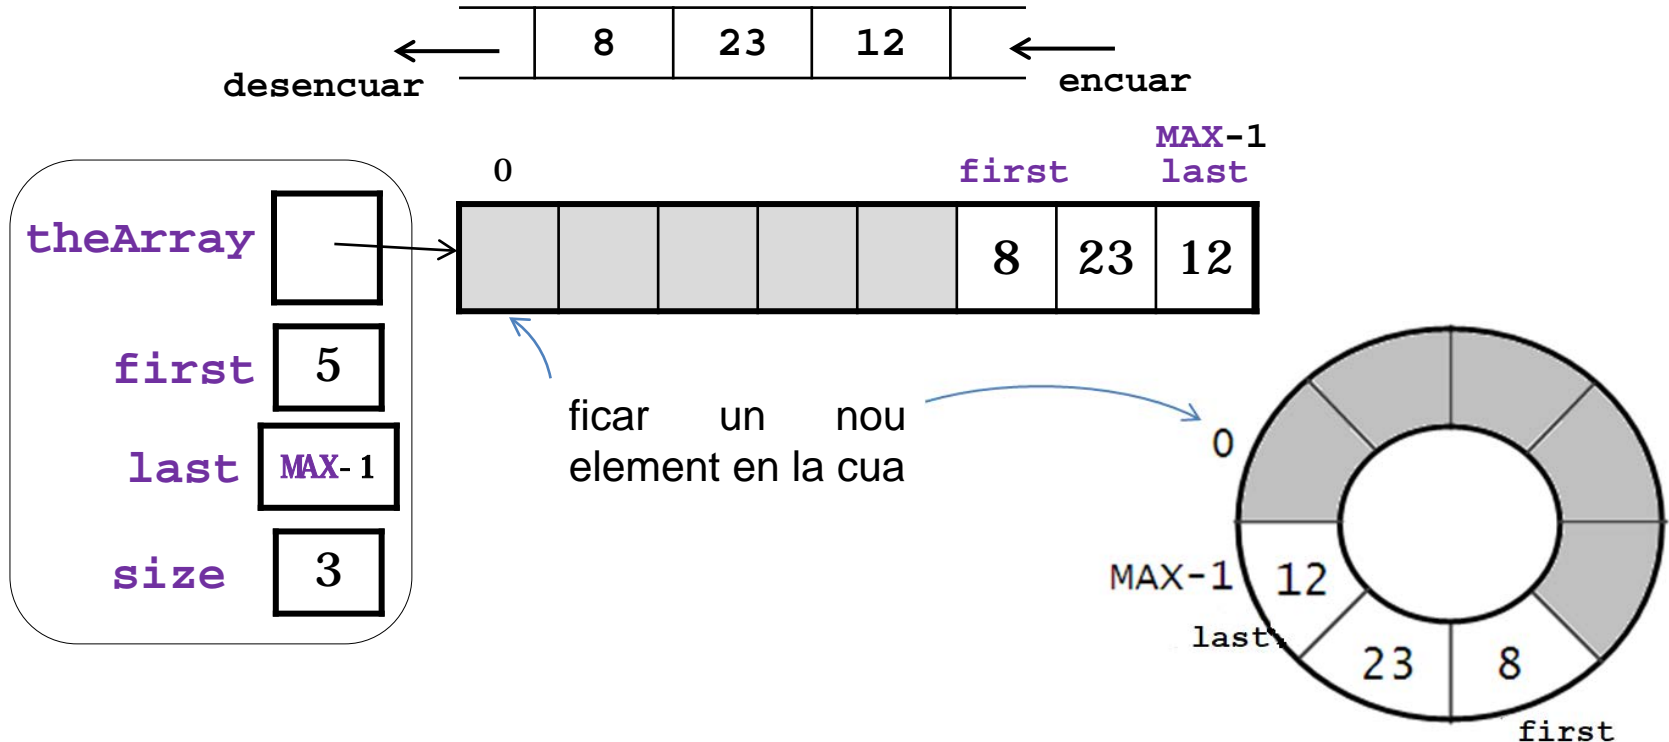 8 23 12
desencuar
encuar
MAX-1
0 first last
theArray
8 23 12
first 5
ficar un nou
element en la cua
0
last MAX-1
size 3
MAX-1 12
last
23 8
first